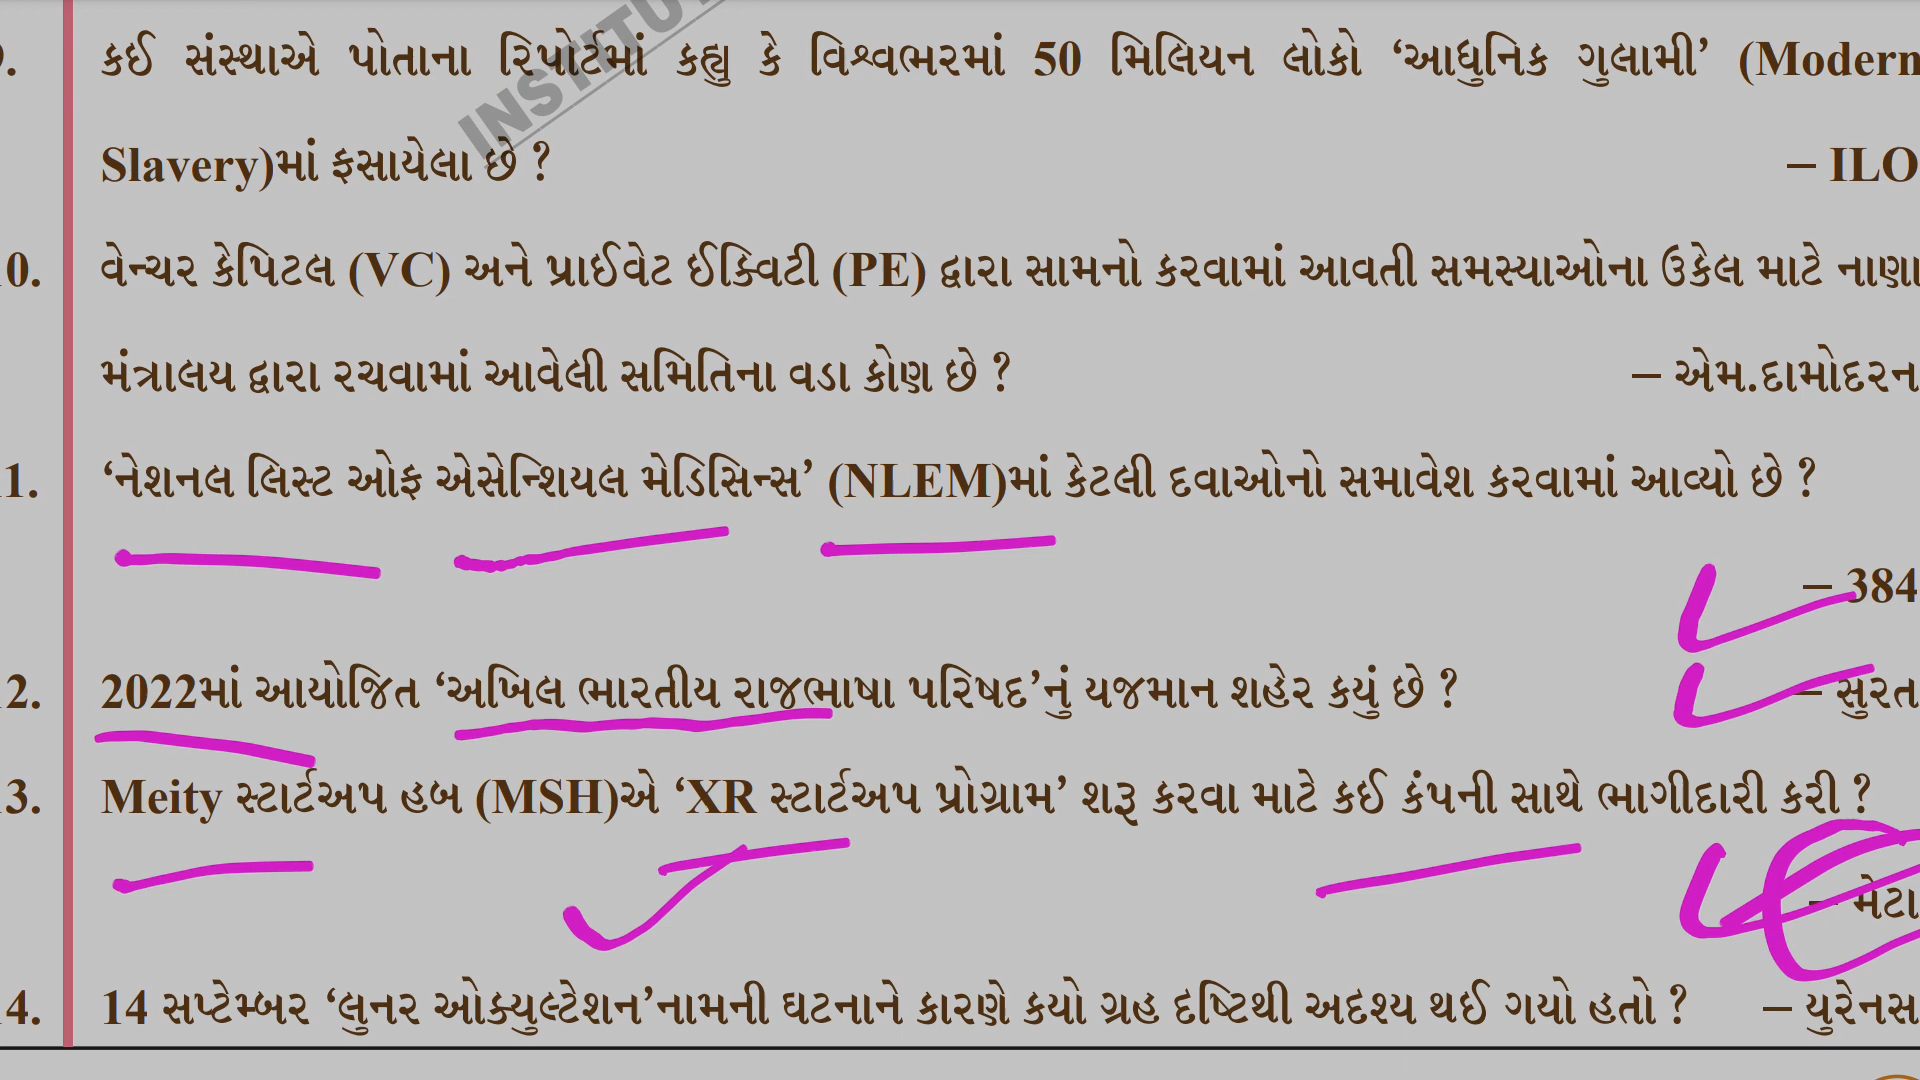 INSTITU
9. કઈ સંસ્થાએ પોતાના રિપોર્ટમાં કહ્યુ કે વિશ્વભરમાં 50 મિલિયન લોકો ‘આધુનિક ગુલામી’ (Modern
Slavery)માં ફસાયેલા છે ? – ILO
10. વેન્ચર કેપિટલ (VC) અને પ્રાઈવેટ ઈક્વિટી (PE) દ્વારા સામનો કરવામાં આવતી સમસ્યાઓના ઉકેલ માટે નાણા
મંત્રાલય દ્વારા રચવામાં આવેલી સમિતિના વડા કોણ છે ? – એમ.દામોદરન
11. ‘નેશનલ લિસ્ટ ઓફ એસેન્શિયલ મેડિસિન્સ’ (NLEM)માં કેટલી દવાઓનો સમાવેશ કરવામાં આવ્યો છે ?
– 384
12. 2022માં આયોજિત ‘અખિલ ભારતીય રાજભાષા પરિષદ’નું યજમાન શહેર કયું છે ? – સુરત
13. Meity સ્ટાર્ટઅપ હબ (MSH)એ ‘XR સ્ટાર્ટઅપ પ્રોગ્રામ’ શરૂ કરવા માટે કઈ કંપની સાથે ભાગીદારી કરી ?
– મેટા
14. 14 સપ્ટેમ્બર ‘લુનર ઓક્યુલ્ટેશન’નામની ઘટનાને કારણે કયો ગ્રહ દૃષ્ટિથી અદૃશ્ય થઈ ગયો હતો ? – યુરેનસ